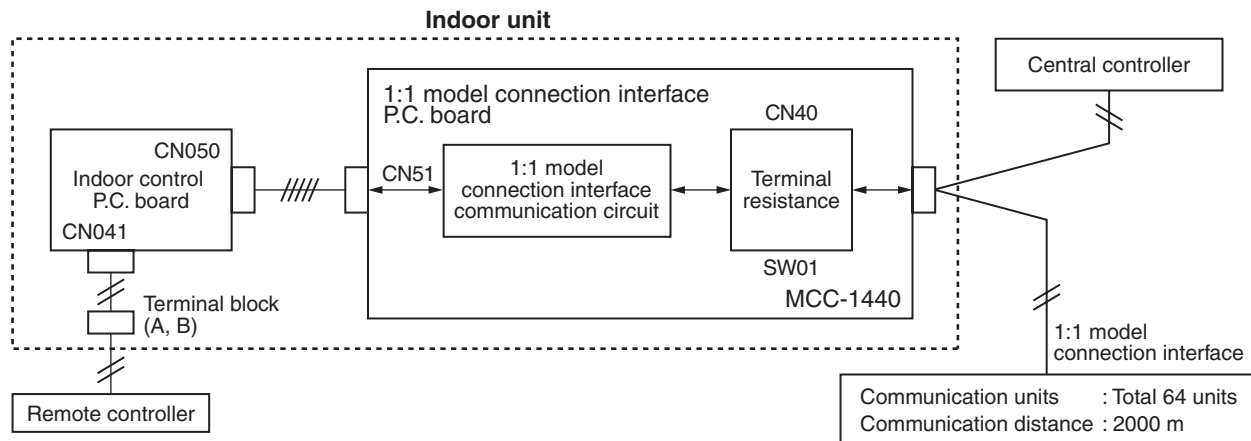 Indoor unit
1:1 model connection interface
P.C. board
CN050
Indoor control
P.C. board
CN041
CN51
1:1 model
connection interface
communication circuit
CN40
Terminal
resistance
SW01
MCC-1440
Terminal block
(A, B)
Remote controller
Central controller
1:1 model
connection interface
Communication units : Total 64 units
Communication distance : 2000 m